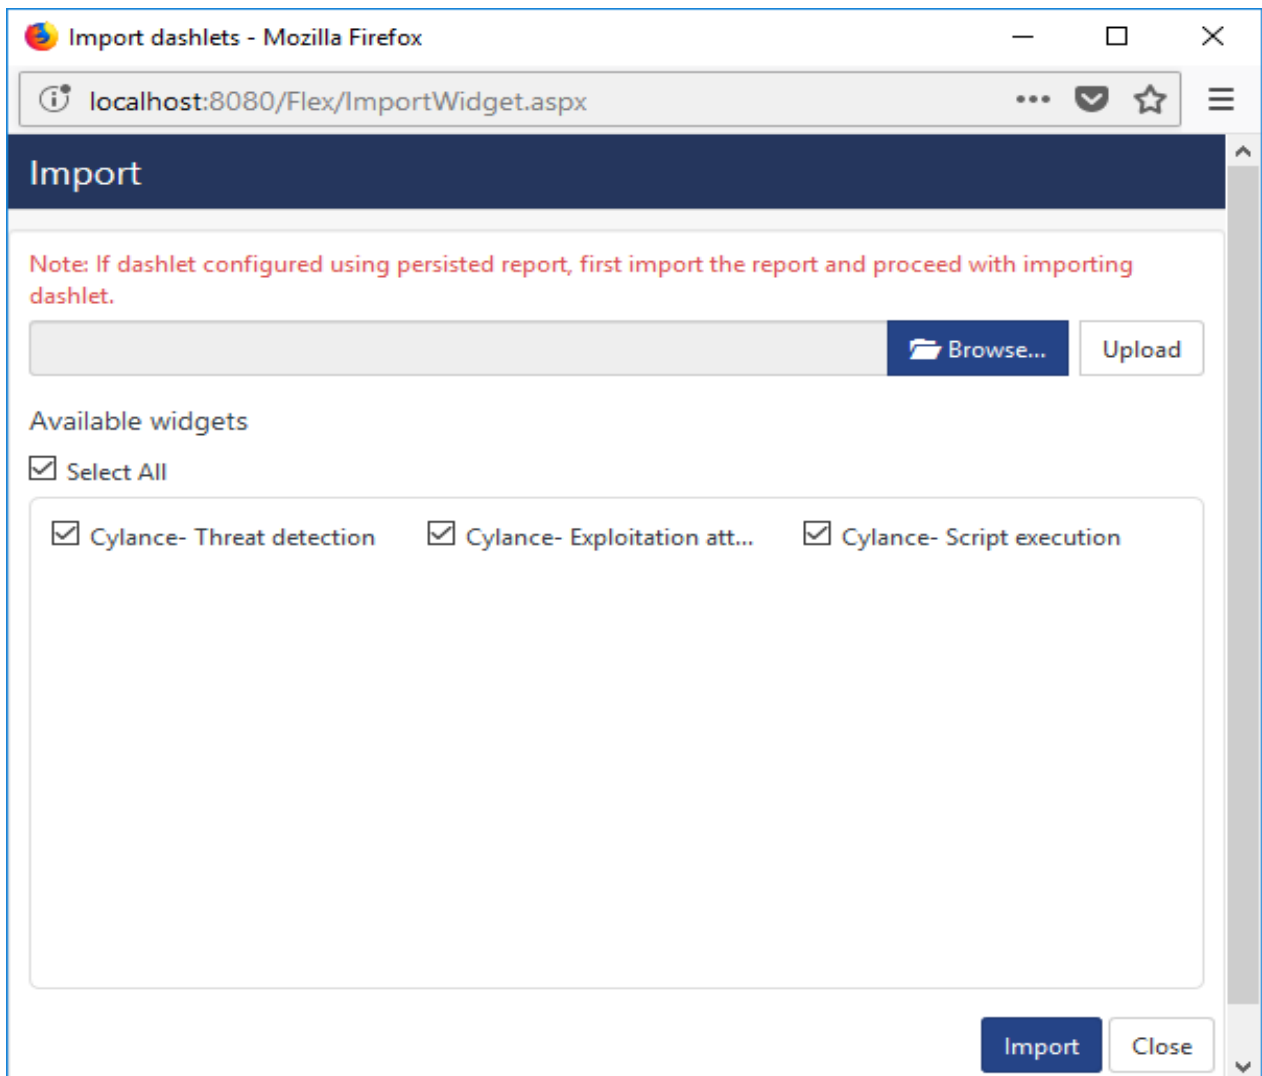 Import dashlets - Mozilla Firefox
localhost:8080/Flex/ImportWidget.aspx
Import
Note: If dashlet configured using persisted report, first import the report and proceed with importing
dashlet.
Browse... Upload
Available widgets
Select All
Cylance- Threat detection Cylance- Exploitation att... Cylance- Script execution
Import Close